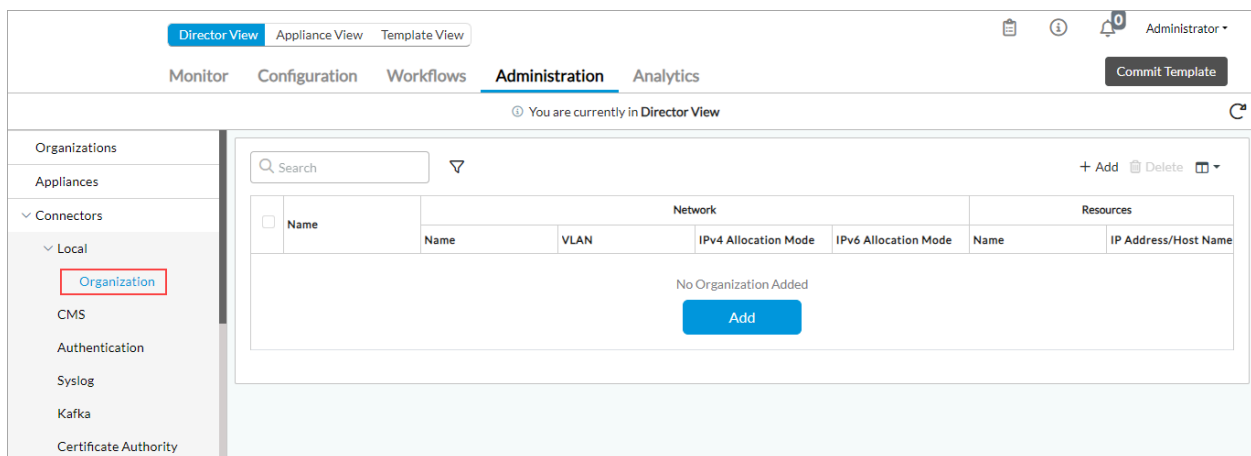 Director View Appliance View Template View
0
Administrator
Monitor Configuration Workflows Administration Analytics
Commit Template
You are currently in Director View
Organizations
Appliances
Connectors
Local
Organization
CMS
Authentication
Syslog
Kafka
Certificate Authority
Search
+ Add Delete
Name
Network
Resources
Name VLAN IPv4 Allocation Mode IPv6 Allocation Mode Name IP Address/Host Name
No Organization Added
Add